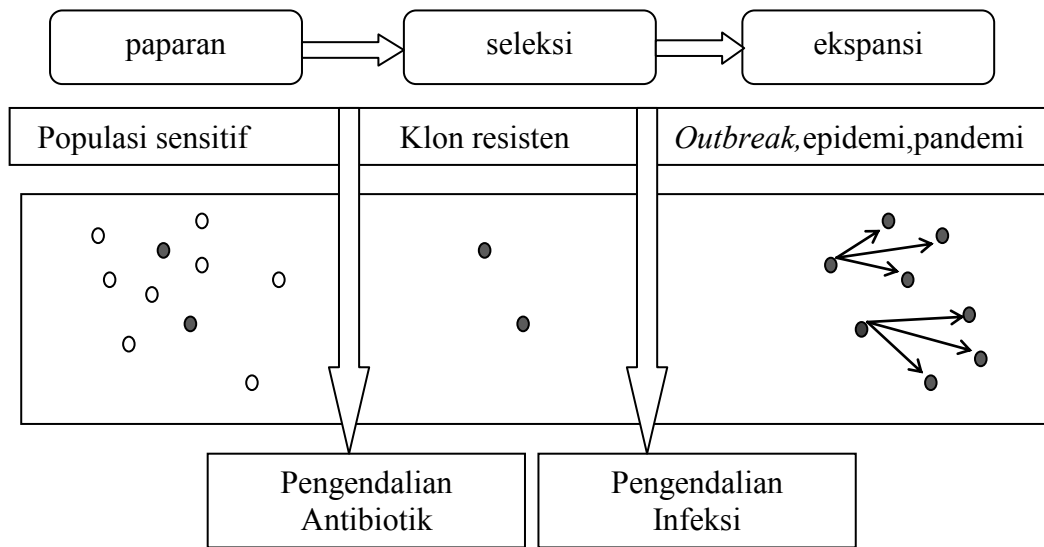 paparan
seleksi
ekspansi
Populasi sensitif
Klon resisten
Outbreak,epidemi,pandemi
Pengendalian
Antibiotik
Pengendalian
Infeksi